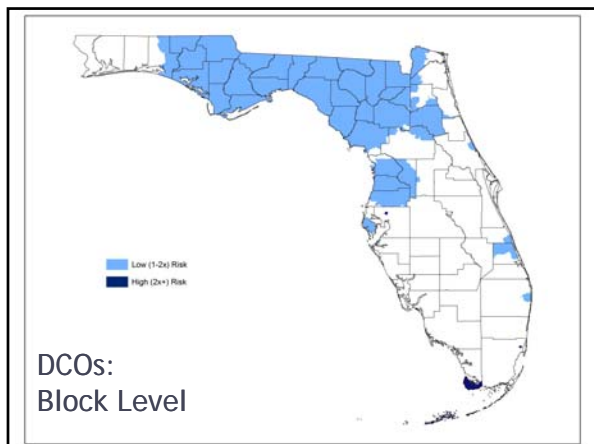 Low (1-2x) Risk
High (2x+) Risk
DCOs:
Block Level